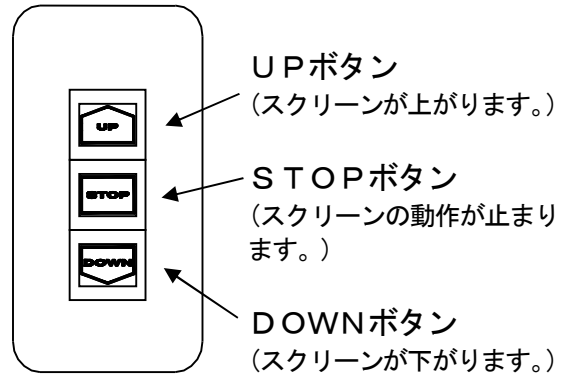 UP
STOP
DOWN
UPボタン
(スクリーンが上がります。)
STOPボタン
(スクリーンの動作が止まり
ます。)
DOWNボタン
(スクリーンが下がります。)